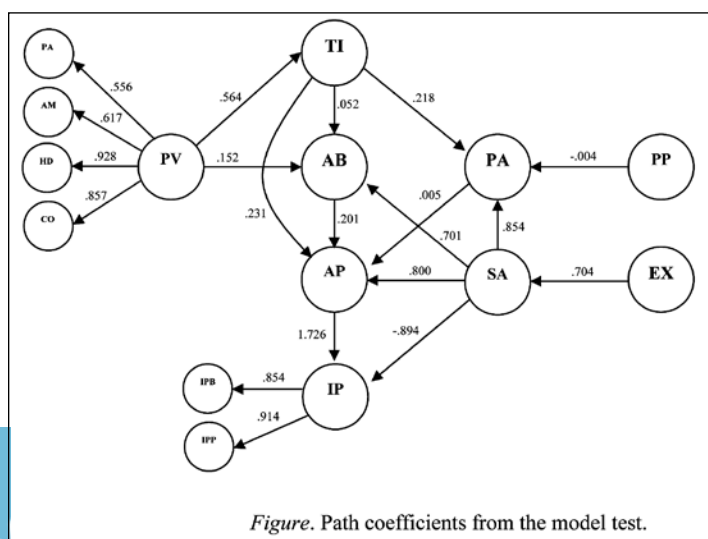 PA
TI
.556
.564
AM
.052
.218
.617
HD
.928
PV
.152
AB
PA
-.004
PP
.857
CO
.231
.201
.005
.701
.854
AP
.800
SA
.704
EX
1.726
-.894
IPB
.854
IP
.914
IPP
Figure. Path coefficients from the model test.